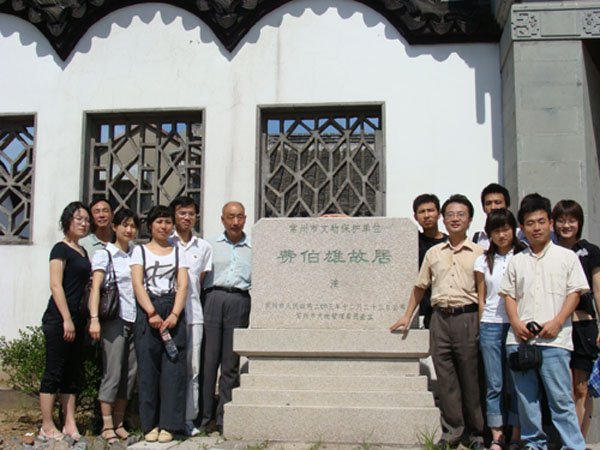 常州市文物保护单位
费伯雄故居
清
常州市人民政府二〇〇八年十二月二十三日公布
常州市文物管理委员会立